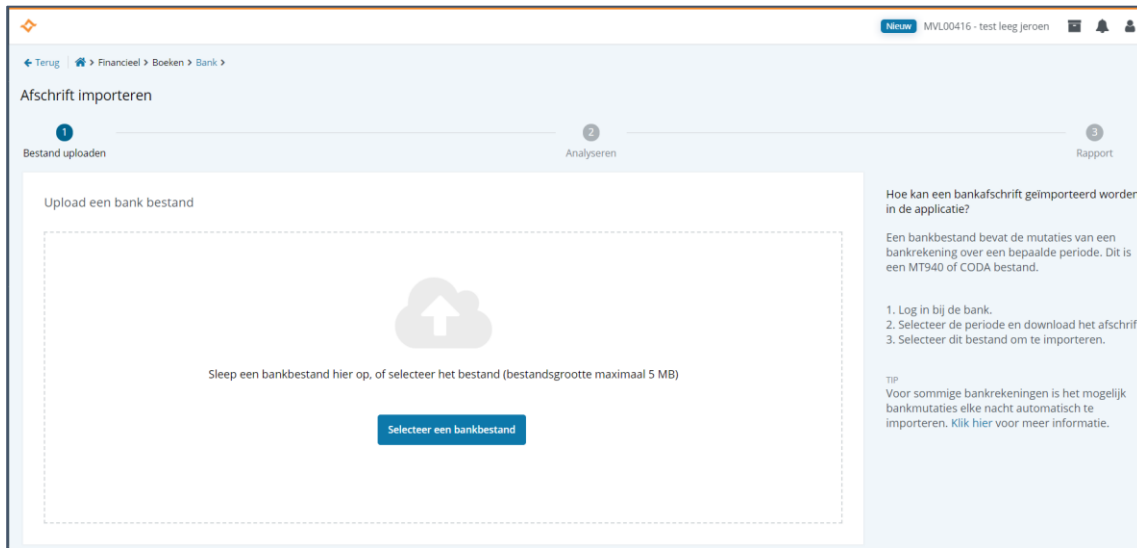 Nieuw MVL00416 - test leeg jeroen
Terug > Financieel > Boeken > Bank >
Afschrift importeren
1 2 3
Bestand uploaden Analyseren Rapport
Upload een bank bestand
Sleep een bankbestand hier op, of selecteer het bestand (bestandsgrootte maximaal 5 MB)
Selecteer een bankbestand
Hoe kan een bankafschrift geïmporteerd worden
in de applicatie?
Een bankbestand bevat de mutaties van een
bankrekening over een bepaalde periode. Dit is
een MT940 of CODA bestand.
1. Log in bij de bank.
2. Selecteer de periode en download het afschrif
3. Selecteer dit bestand om te importeren.
TIP
Voor sommige bankrekeningen is het mogelijk
bankmutaties elke nacht automatisch te
importeren. Klik hier voor meer informatie.